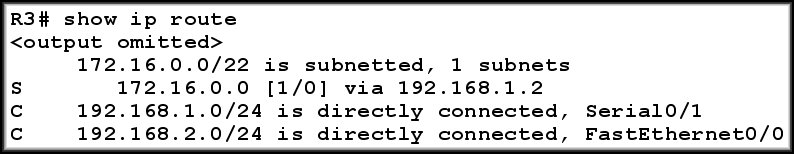 R3# show ip route
<output omitted>
172.16.0.0/22 is subnetted, 1 subnets
S 172.16.0.0 [1/0] via 192.168.1.2
C 192.168.1.0/24 is directly connected, Serial0/1
C 192.168.2.0/24 is directly connected, FastEthernet0/0